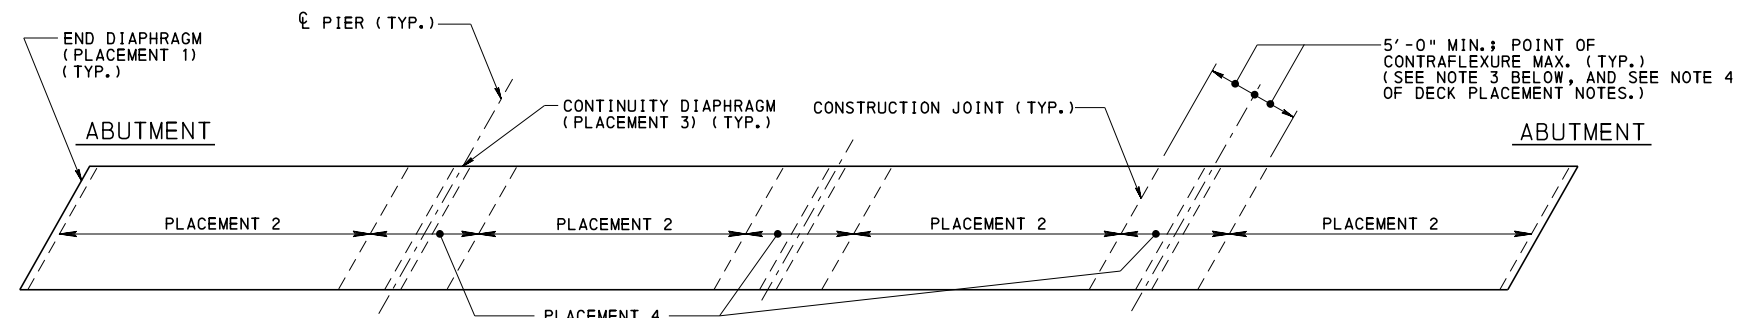 ℄ PIER (TYP.)
END DIAPHRAGM
(PLACEMENT 1)
(TYP.)
5'-0" MIN.; POINT OF
CONTRAFLEXURE MAX. (TYP.)
(SEE NOTE 3 BELOW, AND SEE NOTE 4
OF DECK PLACEMENT NOTES.)
CONTINUITY DIAPHRAGM
(PLACEMENT 3) (TYP.)
CONSTRUCTION JOINT (TYP.)
ABUTMENT
ABUTMENT
PLACEMENT 2
PLACEMENT 2
PLACEMENT 2
PLACEMENT 2
PLACEMENT 4